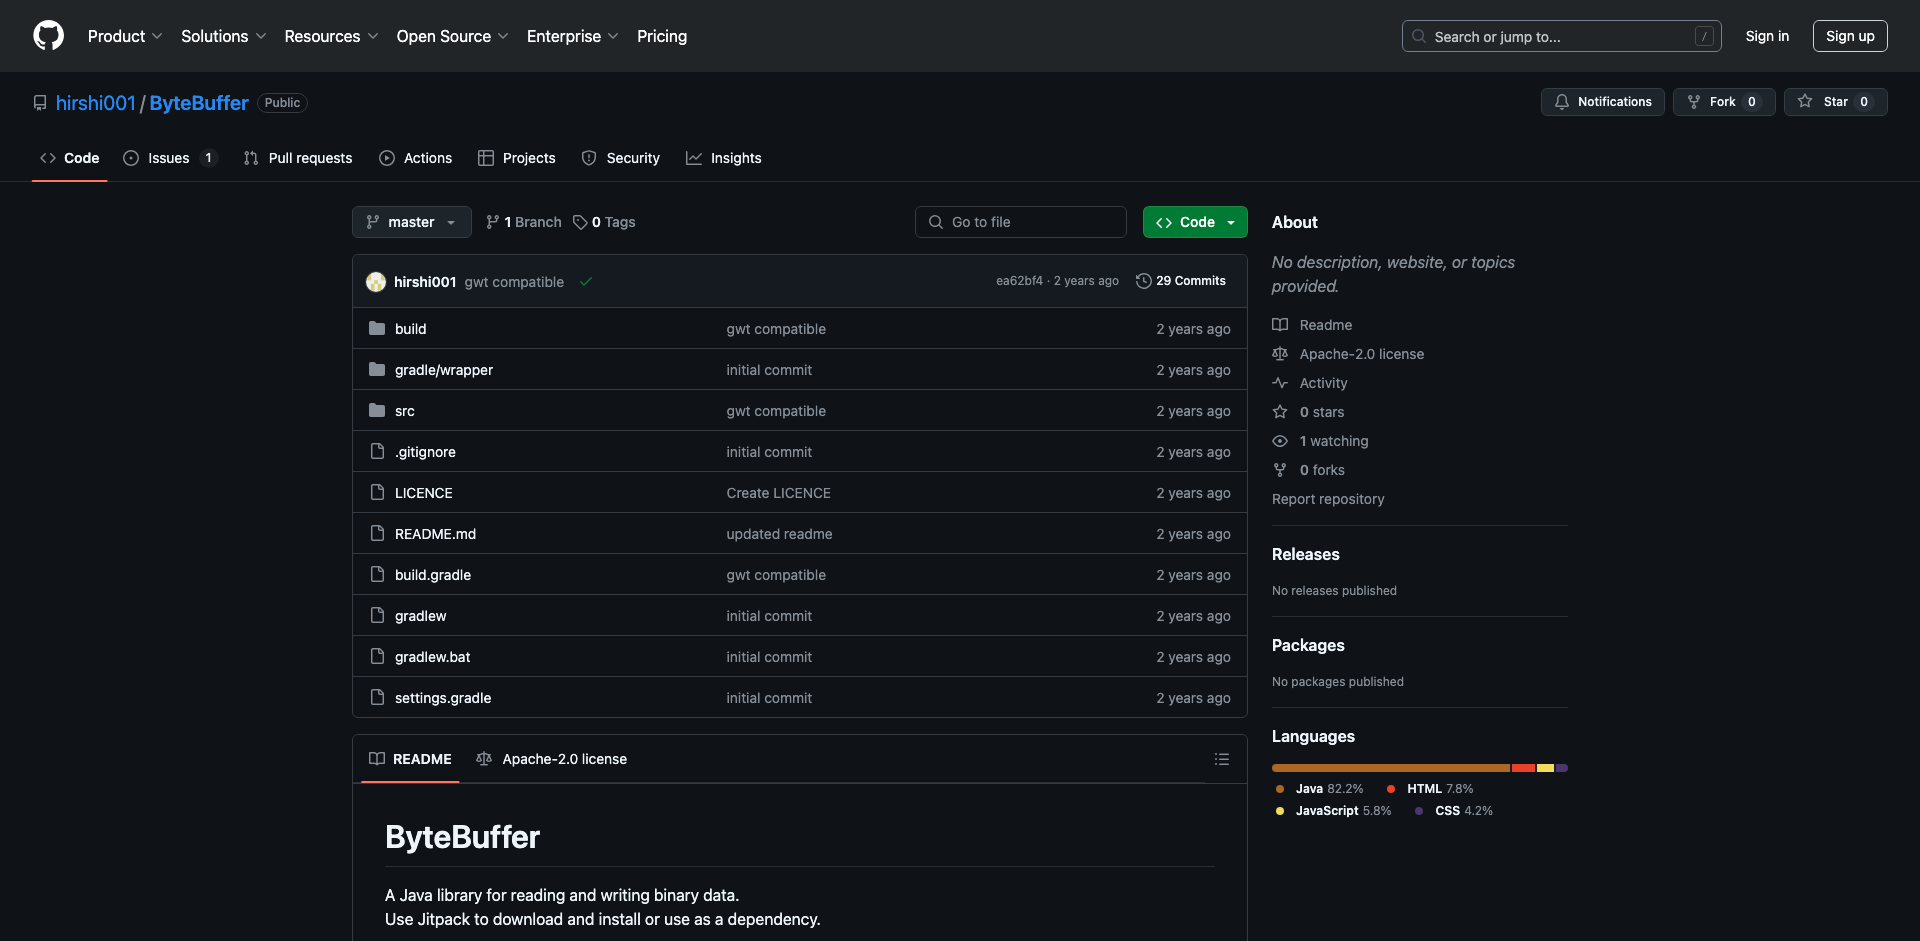 Product Solutions Resources Open Source Enterprise Pricing Search or jump to... / Sign in Sign up
hirshi001/ByteBuffer Public Notifications Fork 0 Star 0
Code Issues 1 Pull requests Actions Projects Security Insights
master 1 Branch 0 Tags Go to file Code
hirshi001 gwt compatible ea62bf4 · 2 years ago 29 Commits
build gwt compatible 2 years ago
gradle/wrapper initial commit 2 years ago
src gwt compatible 2 years ago
.gitignore initial commit 2 years ago
LICENCE Create LICENCE 2 years ago
README.md updated readme 2 years ago
build.gradle gwt compatible 2 years ago
gradlew initial commit 2 years ago
gradlew.bat initial commit 2 years ago
settings.gradle initial commit 2 years ago
README Apache-2.0 license
ByteBuffer
A Java library for reading and writing binary data.
Use Jitpack to download and install or use as a dependency.
About
No description, website, or topics
provided.
Readme
Apache-2.0 license
Activity
0 stars
1 watching
0 forks
Report repository
Releases
No releases published
Packages
No packages published
Languages
Java 82.2% HTML 7.8%
JavaScript 5.8% CSS 4.2%